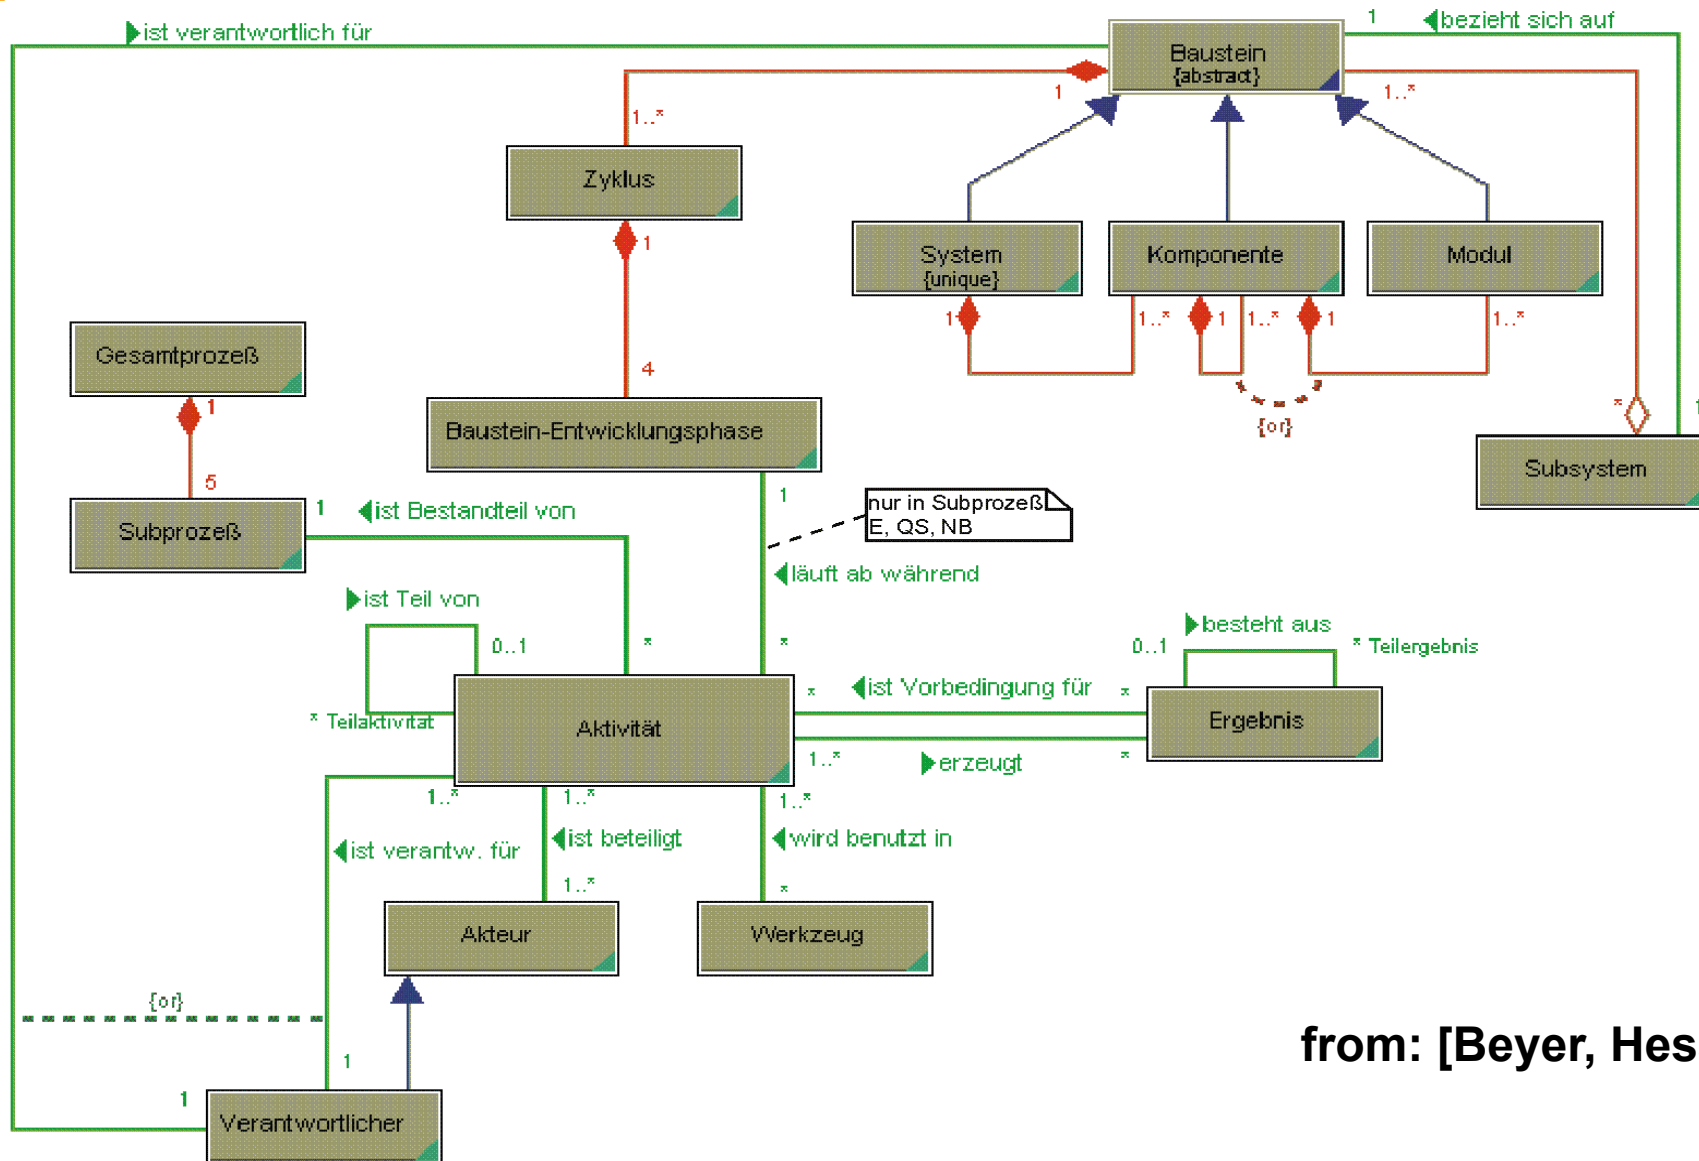 ist verantwortlich für
1
bezieht sich auf
Baustein
{abstract}
1
1..*
1..*
Zyklus
1
System
{unique}
Komponente
Modul
1
1..*
1
1..*
1
1..*
{or}
Gesamtprozeß
1
5
4
Baustein-Entwicklungsphase
*
1
Subsystem
Subprozeß
1
ist Bestandteil von
1
nur in Subprozeß
E, QS, NB
läuft ab während
ist Teil von
0..1
*
*
* Teilaktivität
Aktivität
besteht aus
0..1
* Teilergebnis
*
ist Vorbedingung für
*
Ergebnis
1..*
erzeugt
*
1..*
1..*
1..*
ist verantw. für
ist beteiligt
wird benutzt in
1..*
*
Akteur
Werkzeug
{or}
1
1
Verantwortlicher
from: [Beyer, Hes